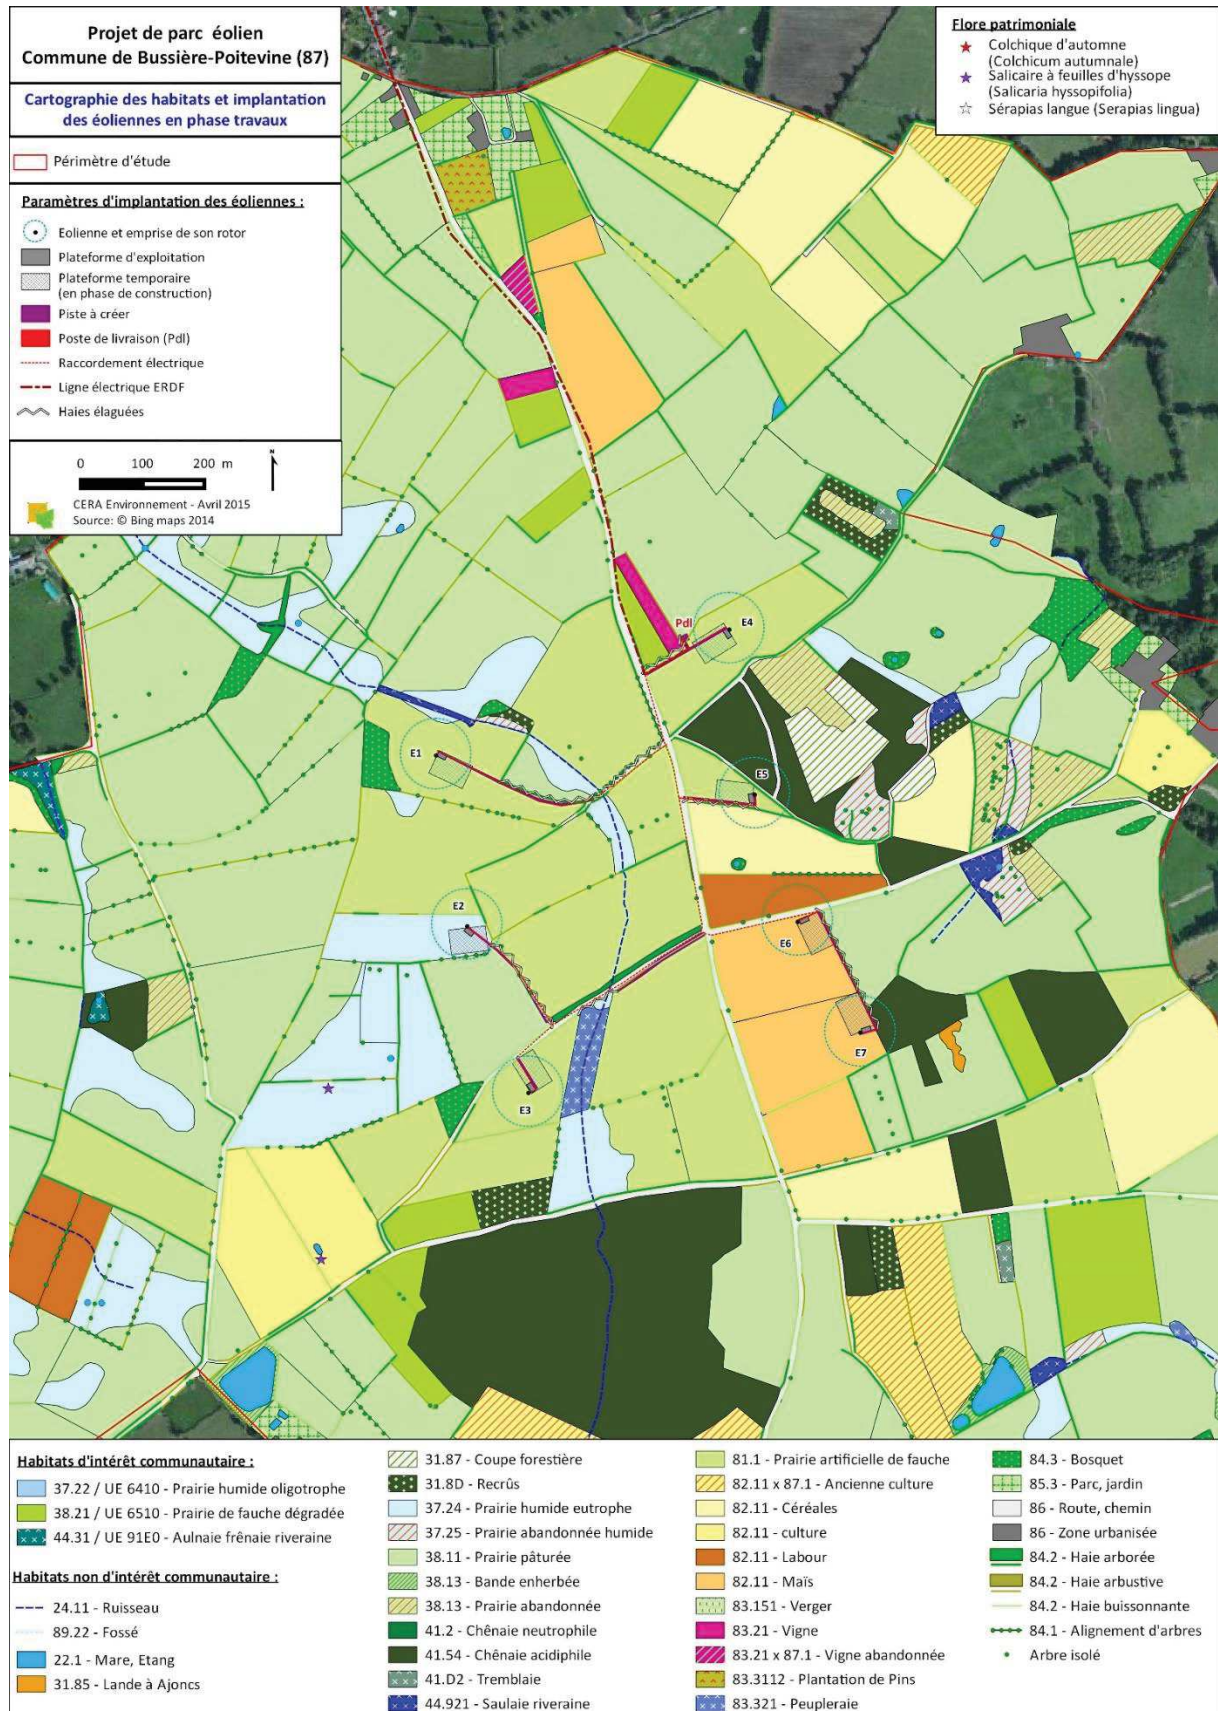 Projet de parc éolien
Commune de Bussière-Poitevine (87)
Cartographie des habitats et implantation
des éoliennes en phase travaux
Périmètre d'étude
Paramètres d'implantation des éoliennes :
Eolienne et emprise de son rotor
Plateforme d'exploitation
Plateforme temporaire
(en phase de construction)
Piste à créer
Poste de livraison (Pdl)
Raccordement électrique
Ligne électrique ERDF
Haies élaguées
0 100 200 m
N
CERA Environnement - Avril 2015
Source: © Bing maps 2014
Flore patrimoniale
Colchique d'automne
(Colchicum autumnale)
Salicaire à feuilles d'hyssope
(Salicaria hyssopifolia)
Sérapias langue (Serapias lingua)
Pdl
E4
E1
E5
E2
E6
E7
E3
Habitats d'intérêt communautaire :
37.22 / UE 6410 - Prairie humide oligotrophe
38.21 / UE 6510 - Prairie de fauche dégradée
44.31 / UE 91E0 - Aulnaie frênaie riveraine
Habitats non d'intérêt communautaire :
24.11 - Ruisseau
89.22 - Fossé
22.1 - Mare, Etang
31.85 - Lande à Ajoncs
31.87 - Coupe forestière
31.8D - Recrûs
37.24 - Prairie humide eutrophe
37.25 - Prairie abandonnée humide
38.11 - Prairie pâturée
38.13 - Bande enherbée
38.13 - Prairie abandonnée
41.2 - Chênaie neutrophile
41.54 - Chênaie acidiphile
41.D2 - Tremblaie
44.921 - Saulaie riveraine
81.1 - Prairie artificielle de fauche
82.11 x 87.1 - Ancienne culture
82.11 - Céréales
82.11 - culture
82.11 - Labour
82.11 - Maïs
83.151 - Verger
83.21 - Vigne
83.21 x 87.1 - Vigne abandonnée
83.3112 - Plantation de Pins
83.321 - Peupleraie
84.3 - Bosquet
85.3 - Parc, jardin
86 - Route, chemin
86 - Zone urbanisée
84.2 - Haie arborée
84.2 - Haie arbustive
84.2 - Haie buissonnante
84.1 - Alignement d'arbres
Arbre isolé